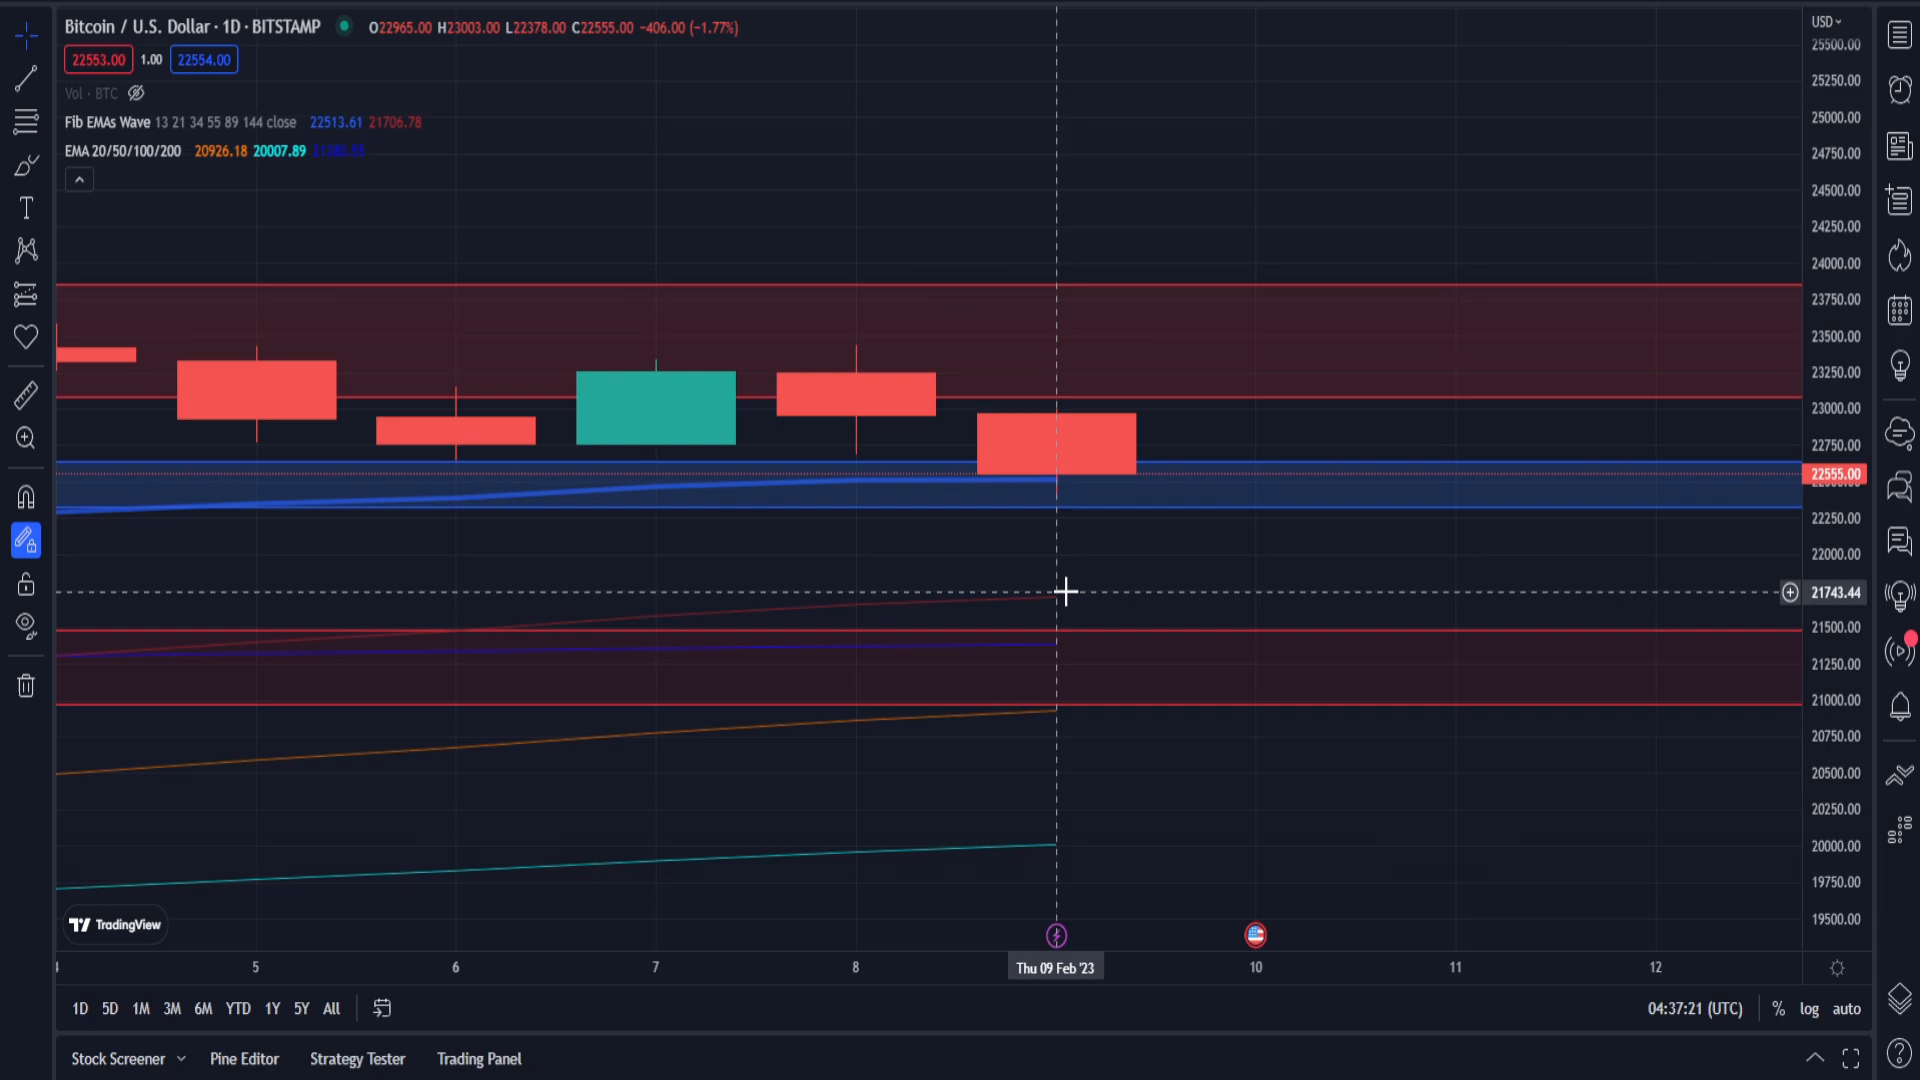 Bitcoin / U.S. Dollar · 1D · BITSTAMP O22965.00 H23003.00 L22378.00 C22555.00 −406.00 (−1.77%)
22553.00 1.00 22554.00
Vol · BTC
Fib EMAs Wave 13 21 34 55 89 144 close 22513.61 21706.78
EMA 20/50/100/200 20926.18 20007.89
USD
25500.00
25250.00
25000.00
24750.00
24500.00
24250.00
24000.00
23750.00
23500.00
23250.00
23000.00
22750.00
22555.00
22250.00
22000.00
21743.44
21500.00
21250.00
21000.00
20750.00
20500.00
20250.00
20000.00
19750.00
19500.00
TradingView
4 5 6 7 8 Thu 09 Feb '23 10 11 12
1D 5D 1M 3M 6M YTD 1Y 5Y All 04:37:21 (UTC) % log auto
Stock Screener Pine Editor Strategy Tester Trading Panel